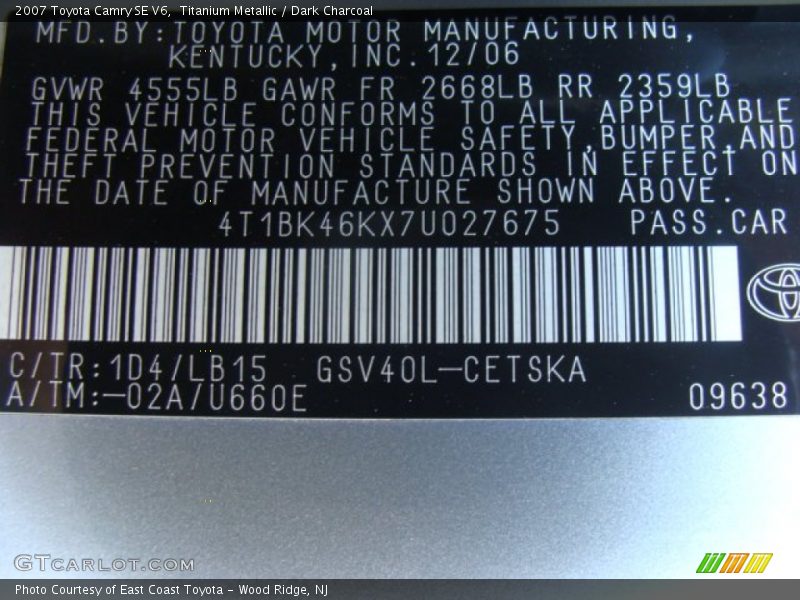 2007 Toyota Camry SE V6,  Titanium Metallic / Dark Charcoal
MFD.BY:TOYOTA MOTOR MANUFACTURING,
KENTUCKY,INC.12/06
GVWR 4555LB GAWR FR 2668LB RR 2359LB
THIS VEHICLE CONFORMS TO ALL APPLICABLE
FEDERAL MOTOR VEHICLE SAFETY,BUMPER,AND
THEFT PREVENTION STANDARDS IN EFFECT ON
THE DATE OF MANUFACTURE SHOWN ABOVE.
4T1BK46KX7U027675 PASS.CAR
C/TR:1D4/LB15 GSV40L-CETSKA
A/TM:-02A/U660E 09638
GTCARLOT.COM
Photo Courtesy of East Coast Toyota - Wood Ridge, NJ